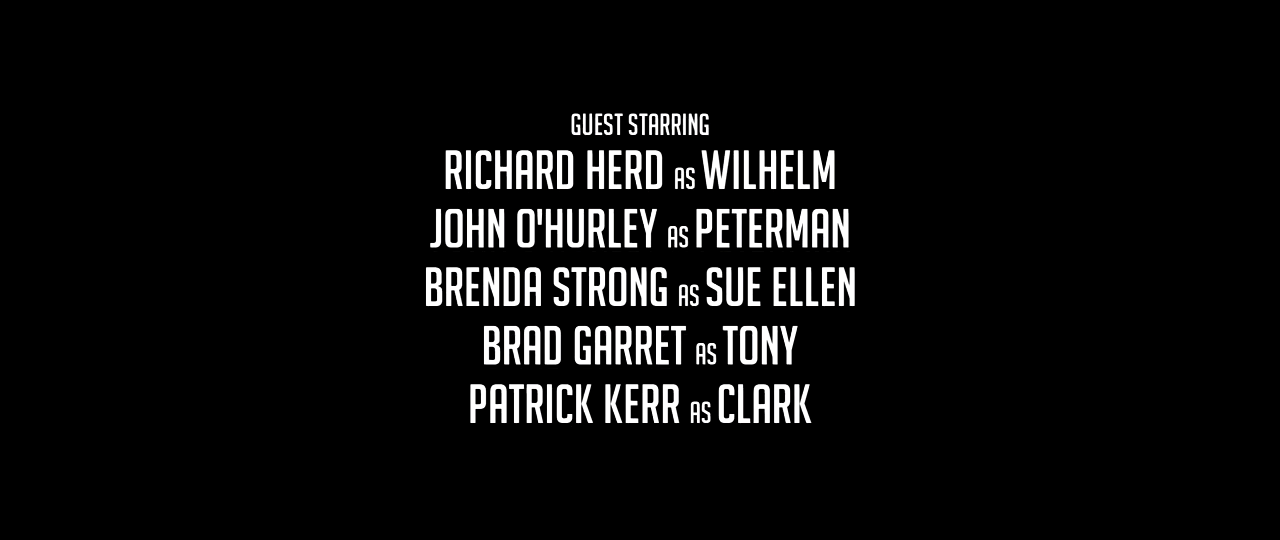 GUEST STARRING
RICHARD HERD AS WILHELM
JOHN O'HURLEY AS PETERMAN
BRENDA STRONG AS SUE ELLEN
BRAD GARRET AS TONY
PATRICK KERR AS CLARK